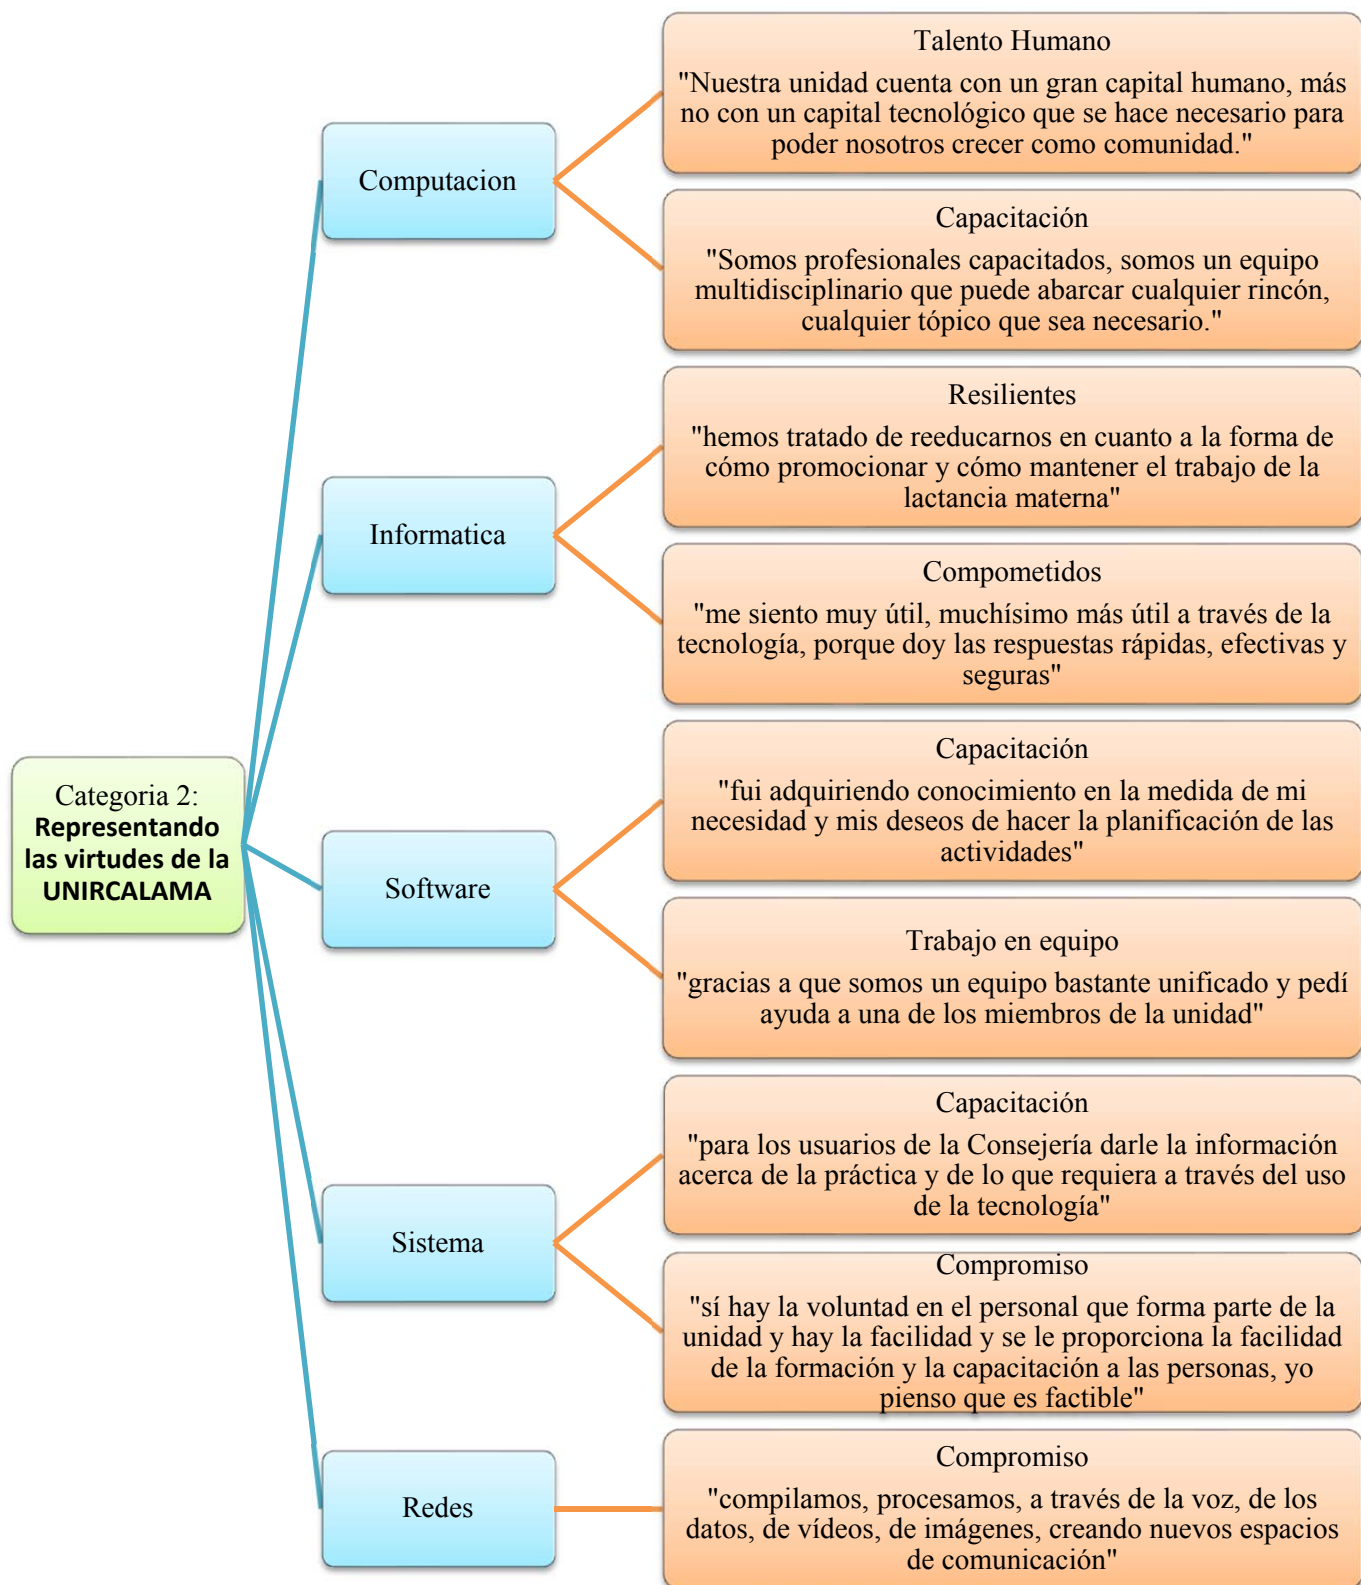 Categoria 2:
Representando
las virtudes de la
UNIRCALAMA
Computacion
Talento Humano
"Nuestra unidad cuenta con un gran capital humano, más
no con un capital tecnológico que se hace necesario para
poder nosotros crecer como comunidad."
Capacitación
"Somos profesionales capacitados, somos un equipo
multidisciplinario que puede abarcar cualquier rincón,
cualquier tópico que sea necesario."
Informatica
Resilientes
"hemos tratado de reeducarnos en cuanto a la forma de
cómo promocionar y cómo mantener el trabajo de la
lactancia materna"
Compometidos
"me siento muy útil, muchísimo más útil a través de la
tecnología, porque doy las respuestas rápidas, efectivas y
seguras"
Software
Capacitación
"fui adquiriendo conocimiento en la medida de mi
necesidad y mis deseos de hacer la planificación de las
actividades"
Trabajo en equipo
"gracias a que somos un equipo bastante unificado y pedí
ayuda a una de los miembros de la unidad"
Sistema
Capacitación
"para los usuarios de la Consejería darle la información
acerca de la práctica y de lo que requiera a través del uso
de la tecnología"
Compromiso
"sí hay la voluntad en el personal que forma parte de la
unidad y hay la facilidad y se le proporciona la facilidad
de la formación y la capacitación a las personas, yo
pienso que es factible"
Redes
Compromiso
"compilamos, procesamos, a través de la voz, de los
datos, de vídeos, de imágenes, creando nuevos espacios
de comunicación"